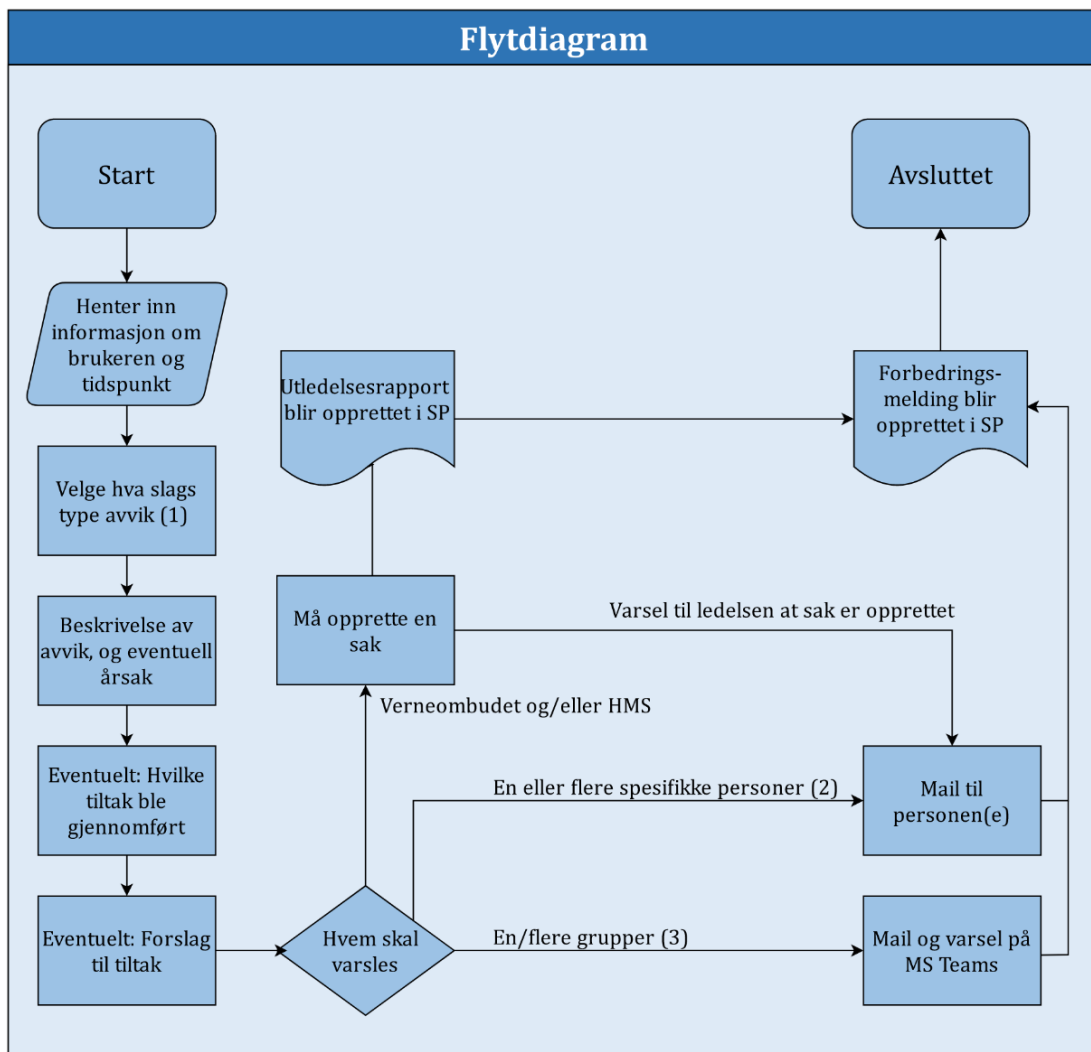 Flytdiagram
Start
Henter inn
informasjon om
brukeren og
tidspunkt
Velge hva slags
type avvik (1)
Beskrivelse av
avvik, og eventuell
årsak
Eventuelt: Hvilke
tiltak ble
gjennomført
Eventuelt: Forslag
til tiltak
Hvem skal
varsles
Verneombudet og/eller HMS
Må opprette en
sak
Utledelsesrapport
blir opprettet i SP
Varsel til ledelsen at sak er opprettet
En eller flere spesifikke personer (2)
Mail til
personen(e)
En/flere grupper (3)
Mail og varsel på
MS Teams
Forbedrings-
melding blir
opprettet i SP
Avsluttet